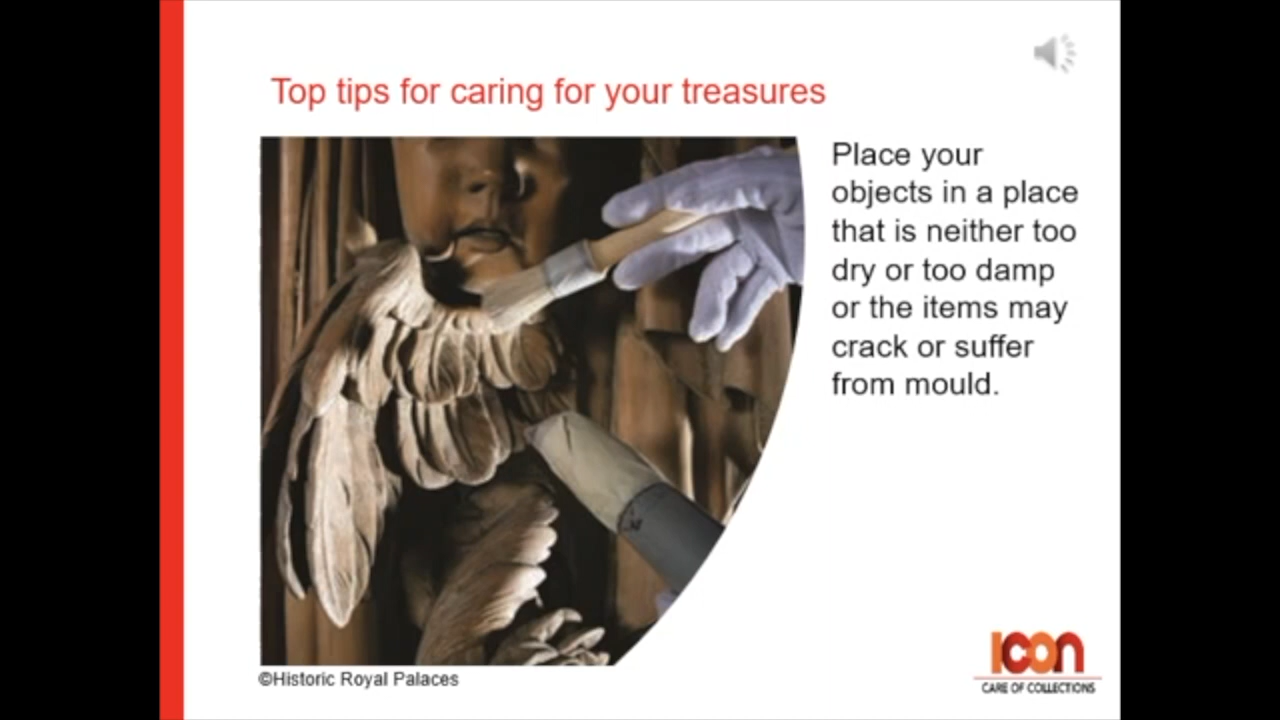 Top tips for caring for your treasures
Place your
objects in a place
that is neither too
dry or too damp
or the items may
crack or suffer
from mould.
©Historic Royal Palaces
icon
CARE OF COLLECTIONS